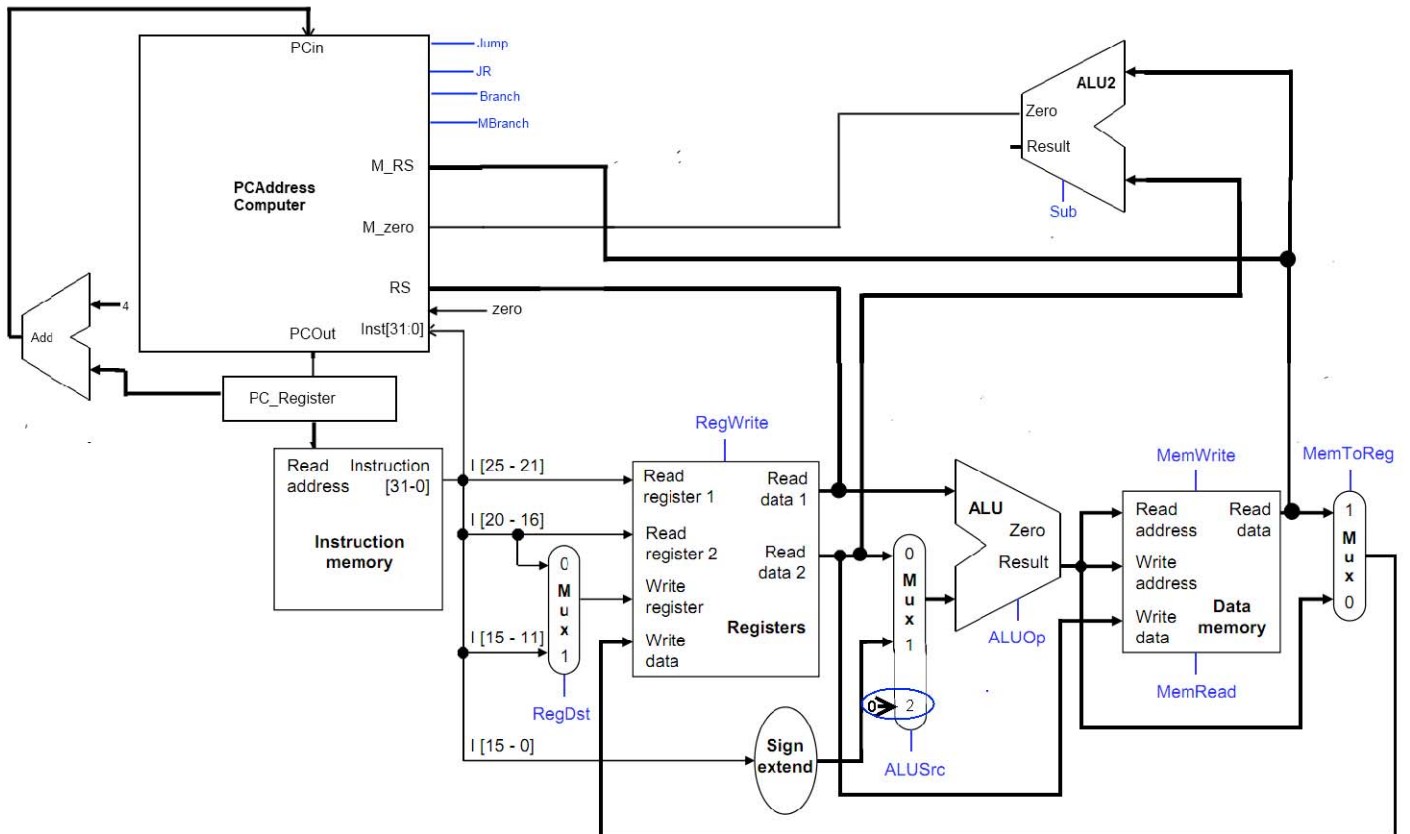 PCin
Jump
JR
Branch
MBranch
M_RS
PCAddress
Computer
M_zero
RS
zero
Inst[31:0]
PCOut
4
Add
PC_Register
ALU2
Zero
Result
Sub
Read
address
Instruction
[31-0]
Instruction
memory
I [25 - 21]
I [20 - 16]
I [15 - 11]
I [15 - 0]
0
M
u
x
1
RegDst
RegWrite
Read
register 1
Read
data 1
Read
register 2
Read
data 2
Write
register
Write
data
Registers
Sign
extend
0
M
u
x
1
0
2
ALUSrc
ALU
Zero
Result
ALUOp
MemWrite
Read
address
Read
data
Write
address
Write
data
Data
memory
MemRead
MemToReg
1
M
u
x
0